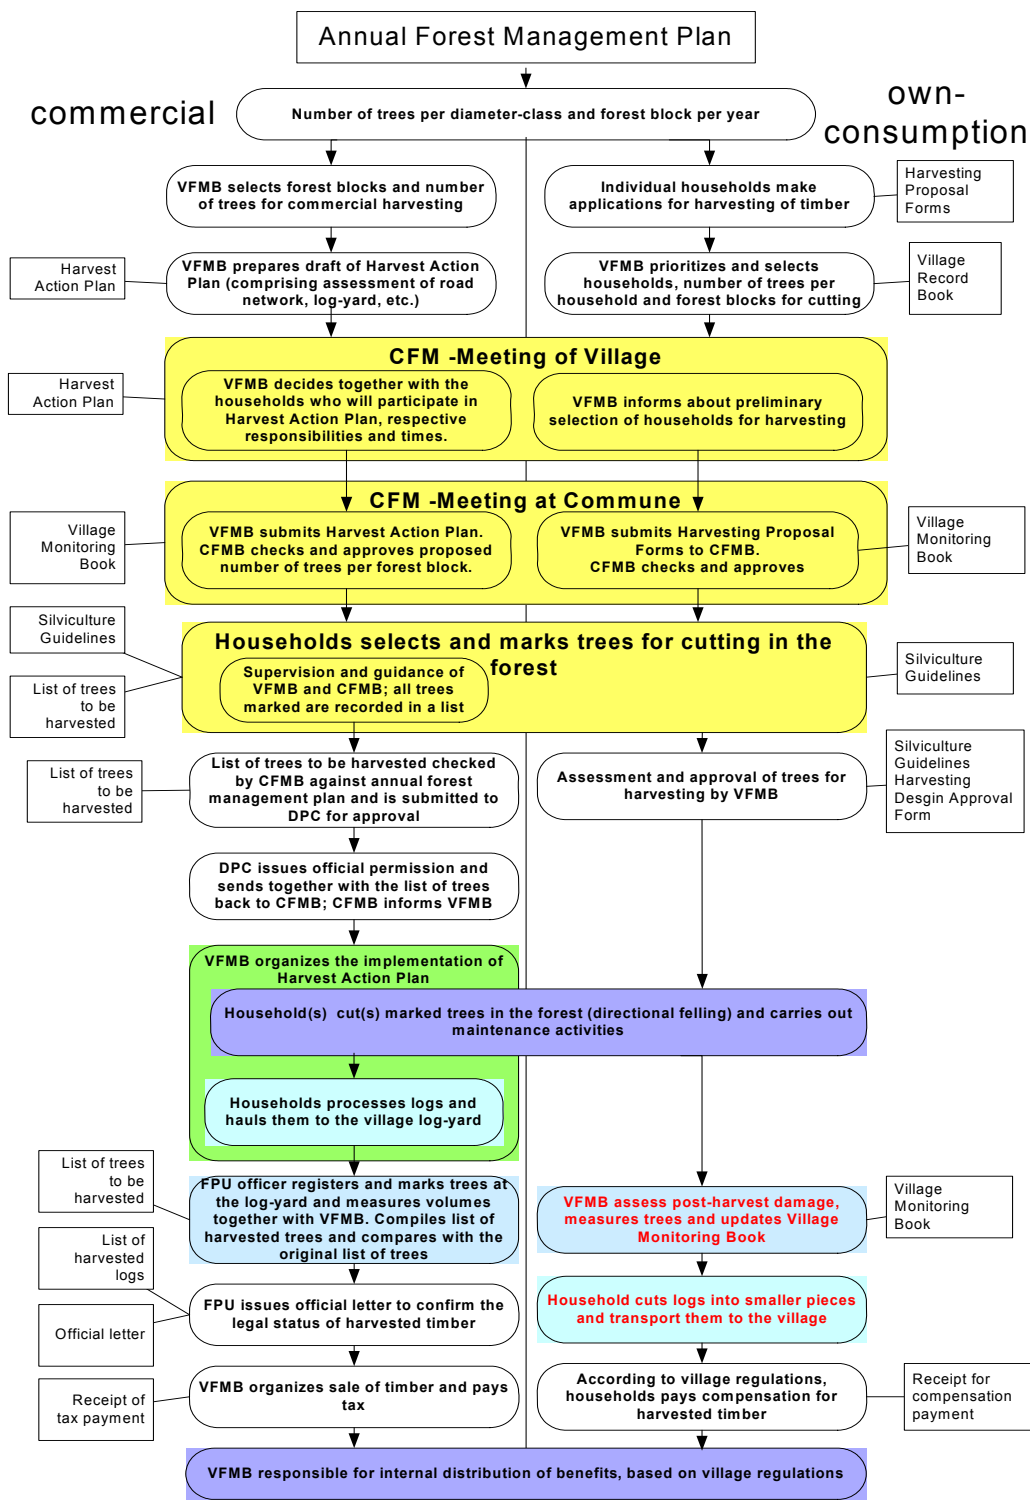 Annual Forest Management Plan
commercial
own-
consumption
Number of trees per diameter-class and forest block per year
VFMB selects forest blocks and number
of trees for commercial harvesting
Individual households make
applications for harvesting of timber
Harvesting
Proposal
Forms
Harvest
Action Plan
VFMB prepares draft of Harvest Action
Plan (comprising assessment of road
network, log-yard, etc.)
VFMB prioritizes and selects
households, number of trees per
household and forest blocks for cutting
Village
Record
Book
CFM -Meeting of Village
Harvest
Action Plan
VFMB decides together with the
households who will participate in
Harvest Action Plan, respective
responsibilities and times.
VFMB informs about preliminary
selection of households for harvesting
CFM -Meeting at Commune
Village
Monitoring
Book
VFMB submits Harvest Action Plan.
CFMB checks and approves proposed
number of trees per forest block.
VFMB submits Harvesting Proposal
Forms to CFMB.
CFMB checks and approves
Village
Monitoring
Book
Silviculture
Guidelines
List of trees
to be
harvested
Households selects and marks trees for cutting in the
forest
Supervision and guidance of
VFMB and CFMB; all trees
marked are recorded in a list
Silviculture
Guidelines
List of trees
to be
harvested
List of trees to be harvested checked
by CFMB against annual forest
management plan and is submitted to
DPC for approval
Assessment and approval of trees for
harvesting by VFMB
Silviculture
Guidelines
Harvesting
Desgin Approval
Form
DPC issues official permission and
sends together with the list of trees
back to CFMB; CFMB informs VFMB
VFMB organizes the implementation of
Harvest Action Plan
Household(s) cut(s) marked trees in the forest (directional felling) and carries out
maintenance activities
Households processes logs and
hauls them to the village log-yard
List of trees
to be
harvested
FPU officer registers and marks trees at
the log-yard and measures volumes
together with VFMB. Compiles list of
harvested trees and compares with the
original list of trees
VFMB assess post-harvest damage,
measures trees and updates Village
Monitoring Book
Village
Monitoring
Book
List of
harvested
logs
Official letter
FPU issues official letter to confirm the
legal status of harvested timber
Household cuts logs into smaller pieces
and transport them to the village
Receipt of
tax payment
VFMB organizes sale of timber and pays
tax
According to village regulations,
households pays compensation for
harvested timber
Receipt for
compensation
payment
VFMB responsible for internal distribution of benefits, based on village regulations